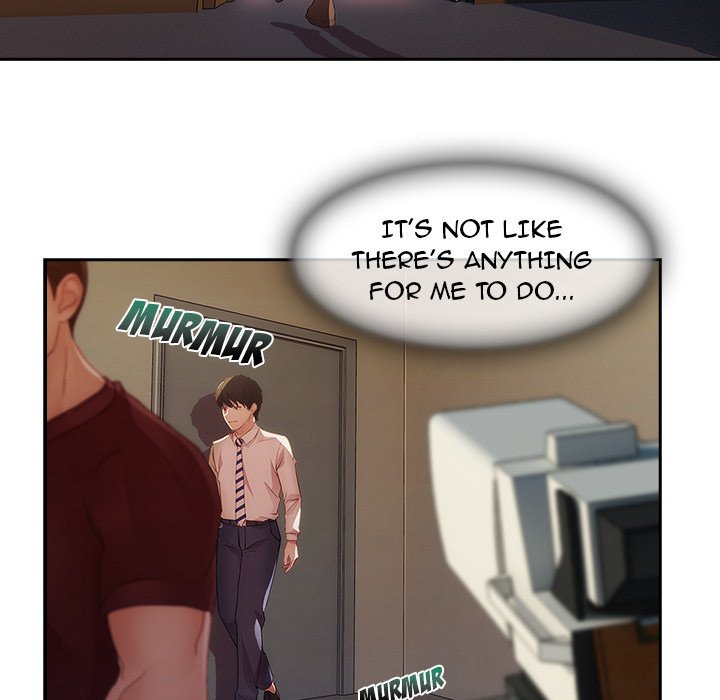 IT'S NOT LIKE
THERE'S ANYTHING
FOR ME TO DO...
MURMUR
MURMUR